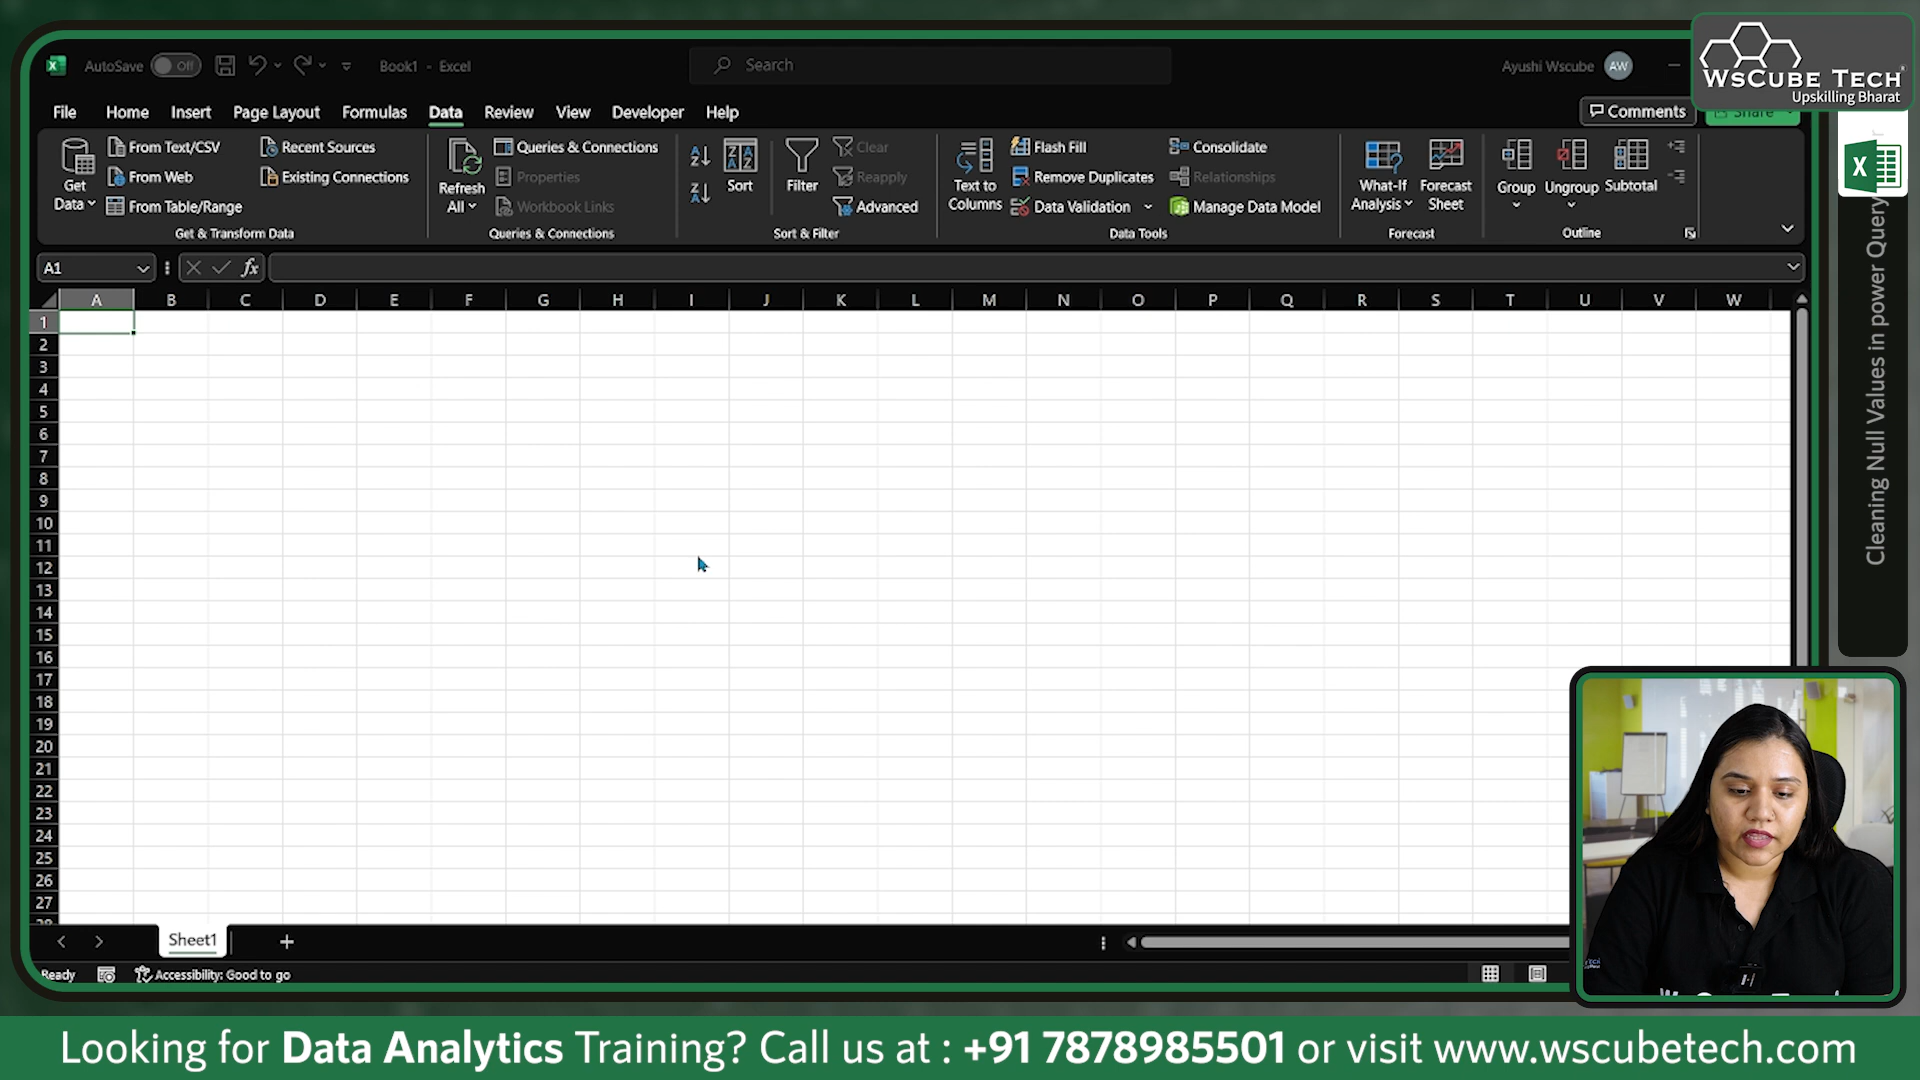 AutoSave Off Book1 - Excel Search Ayushi Wscube AW
WsCube Tech
Upskilling Bharat
File Home Insert Page Layout Formulas Data Review View Developer Help Comments Share
Get Data
From Text/CSV
From Web
From Table/Range
Recent Sources
Existing Connections
Get & Transform Data
Refresh All
Queries & Connections
Properties
Workbook Links
Queries & Connections
Sort
Filter
Clear
Reapply
Advanced
Sort & Filter
Text to Columns
Flash Fill
Remove Duplicates
Data Validation
Consolidate
Relationships
Manage Data Model
Data Tools
What-If Analysis
Forecast Sheet
Forecast
Group
Ungroup
Subtotal
Outline
A1 fx
A B C D E F G H I J K L M N O P Q R S T U V W
1
2
3
4
5
6
7
8
9
10
11
12
13
14
15
16
17
18
19
20
21
22
23
24
25
26
27
28
Sheet1
Ready Accessibility: Good to go
Cleaning Null Values in power Query
Looking for Data Analytics Training? Call us at : +91 7878985501 or visit www.wscubetech.com